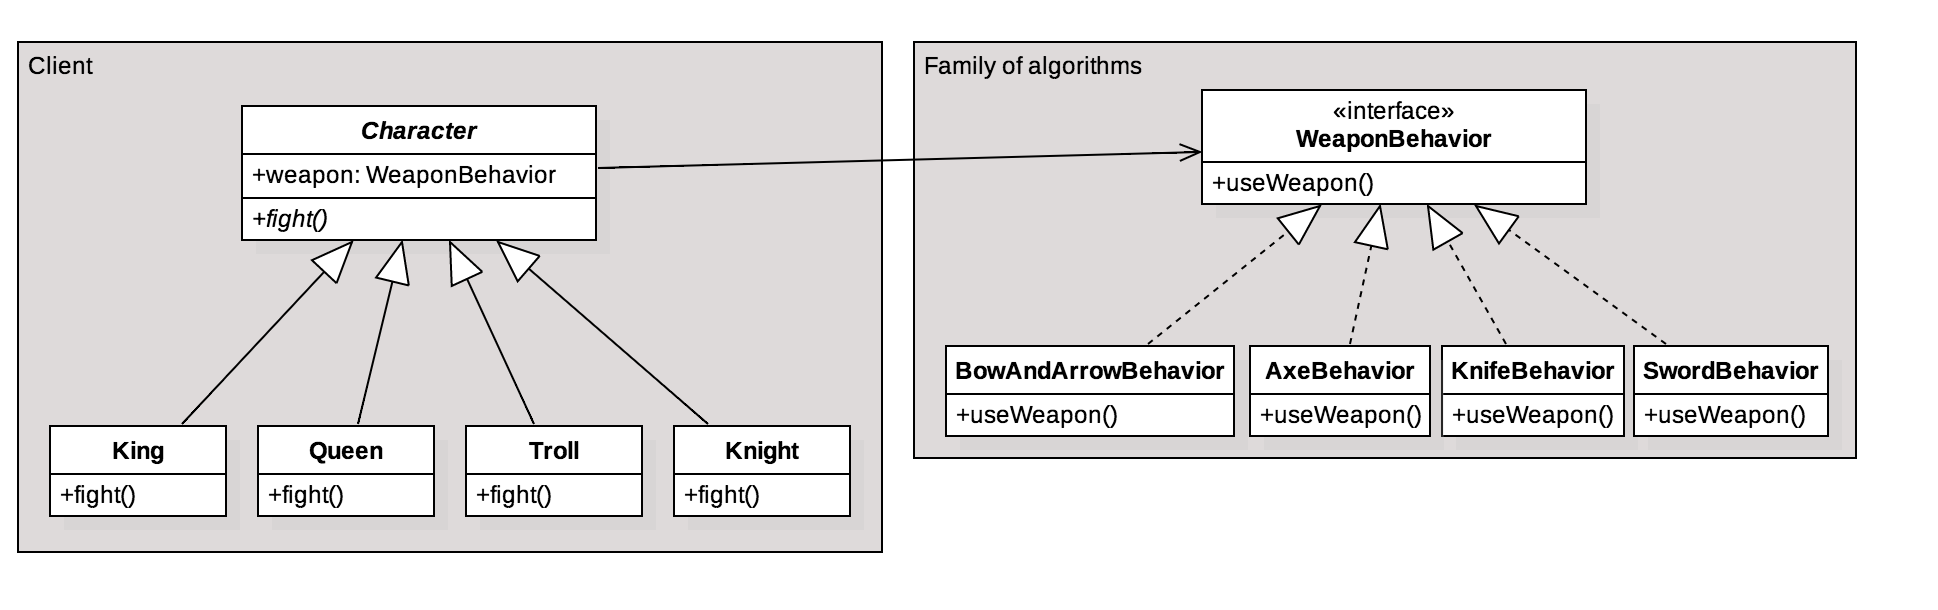 Client
Character
+weapon: WeaponBehavior
+fight()
King
+fight()
Queen
+fight()
Troll
+fight()
Knight
+fight()
Family of algorithms
«interface»
WeaponBehavior
+useWeapon()
BowAndArrowBehavior
+useWeapon()
AxeBehavior
+useWeapon()
KnifeBehavior
+useWeapon()
SwordBehavior
+useWeapon()